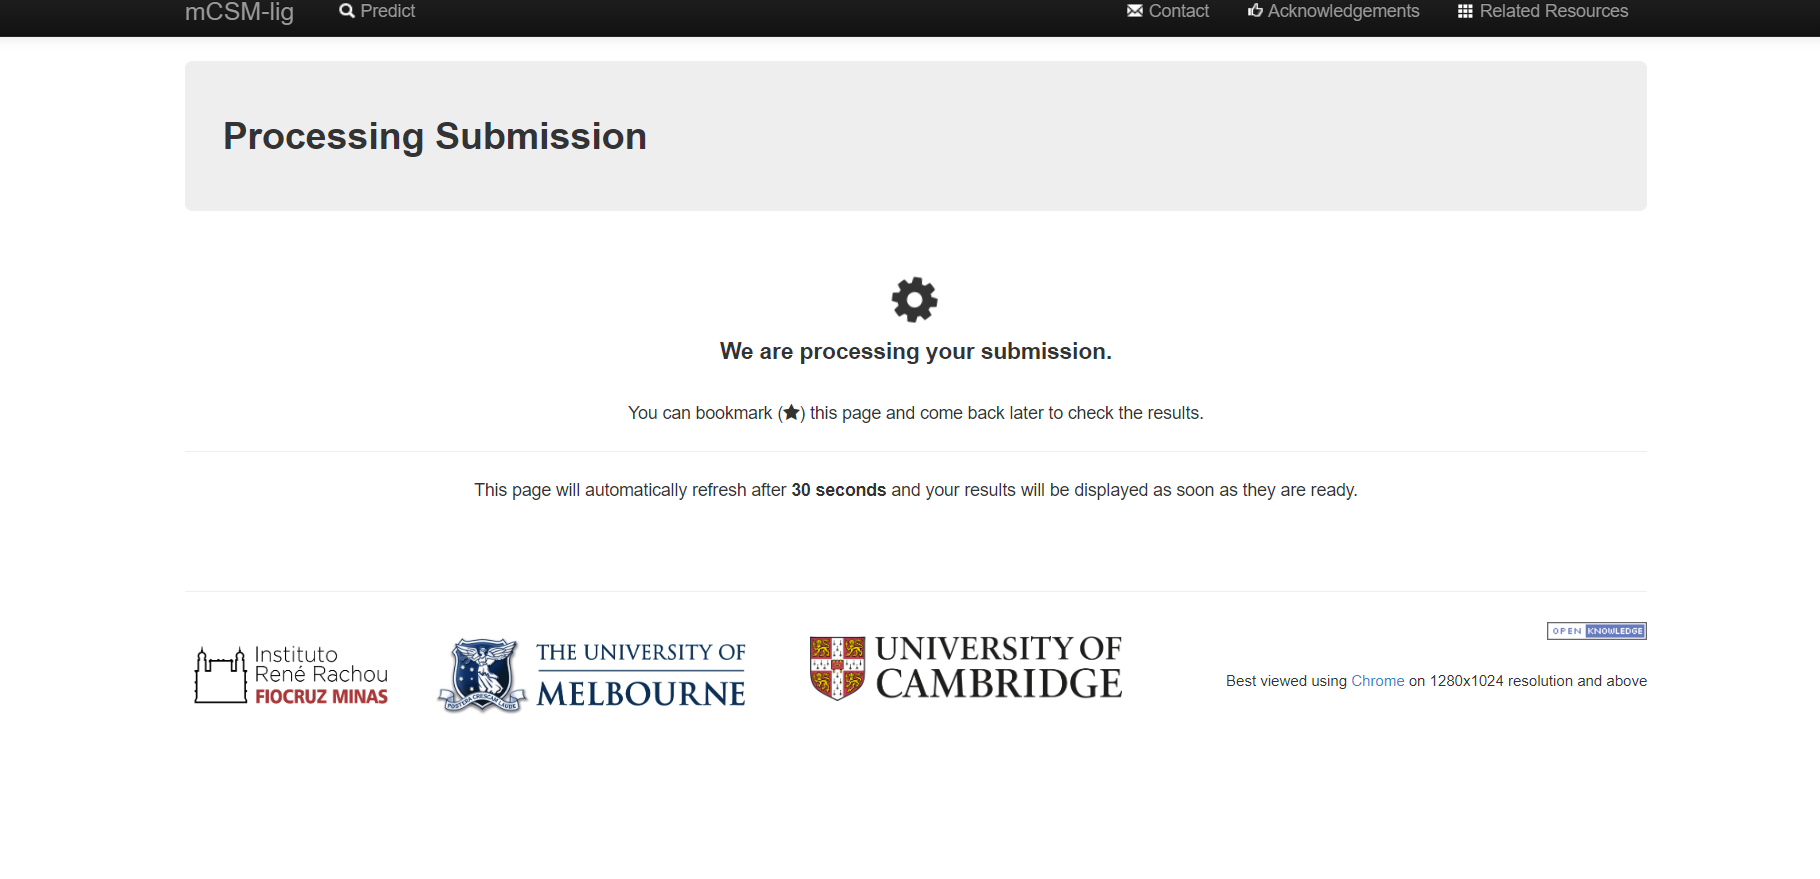 mCSM-lig Predict Contact Acknowledgements Related Resources
Processing Submission
We are processing your submission.
You can bookmark (★) this page and come back later to check the results.
This page will automatically refresh after 30 seconds and your results will be displayed as soon as they are ready.
OPEN KNOWLEDGE
Instituto
René Rachou
FIOCRUZ MINAS
POSTERA CRESCAM LAUDE
THE UNIVERSITY OF
MELBOURNE
UNIVERSITY OF
CAMBRIDGE
Best viewed using Chrome on 1280x1024 resolution and above